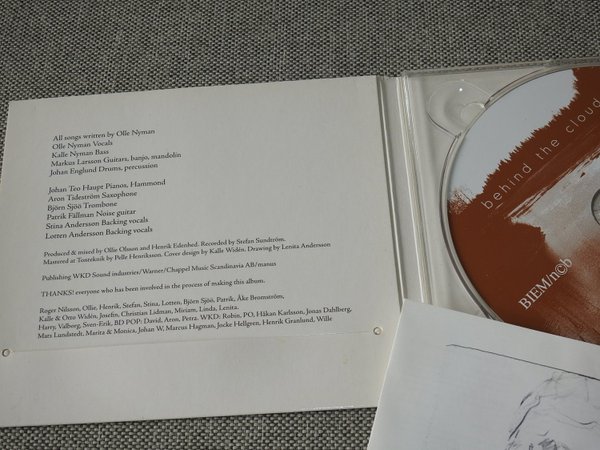 All songs written by Olle Nyman
Olle Nyman Vocals
Kalle Nyman Bass
Markus Larsson Guitars, banjo, mandolin
Johan Englund Drums, percussion
Johan Teo Haupt Pianos, Hammond
Aron Tideström Saxophone
Björn Sjöö Trombone
Patrik Fällman Noise guitar
Stina Andersson Backing vocals
Lotten Andersson Backing vocals
Produced & mixed by Ollie Olsson and Henrik Edenhed. Recorded by Stefan Sundström.
Mastered at Tonteknik by Pelle Henricsson. Cover design by Kalle Widén. Drawing by Lenita Andersson
Publishing WKD Sound industries/Warner/Chappel Music Scandinavia AB/manus
THANKS! everyone who has been involved in the process of making this album.
Roger Nilssen, Ollie, Henrik, Stefan, Stina, Lotten, Björn Sjöö, Patrik, Åke Bromström,
Kalle & Otto Widén, Josefin, Christian Lidman, Miriam, Linda, Lenita
Harry, Valborg, Sven-Erik, BD POP: David, Aron, Petra. WKD: Robin, PO, Håkan Karlsson, Jonas Dahlberg,
Mats Lundstedt, Marita & Monica, Johan W, Marcus Hagman, Jocke Hellgren, Henrik Granlund, Wille
behind the cloud
BIEM/n©b